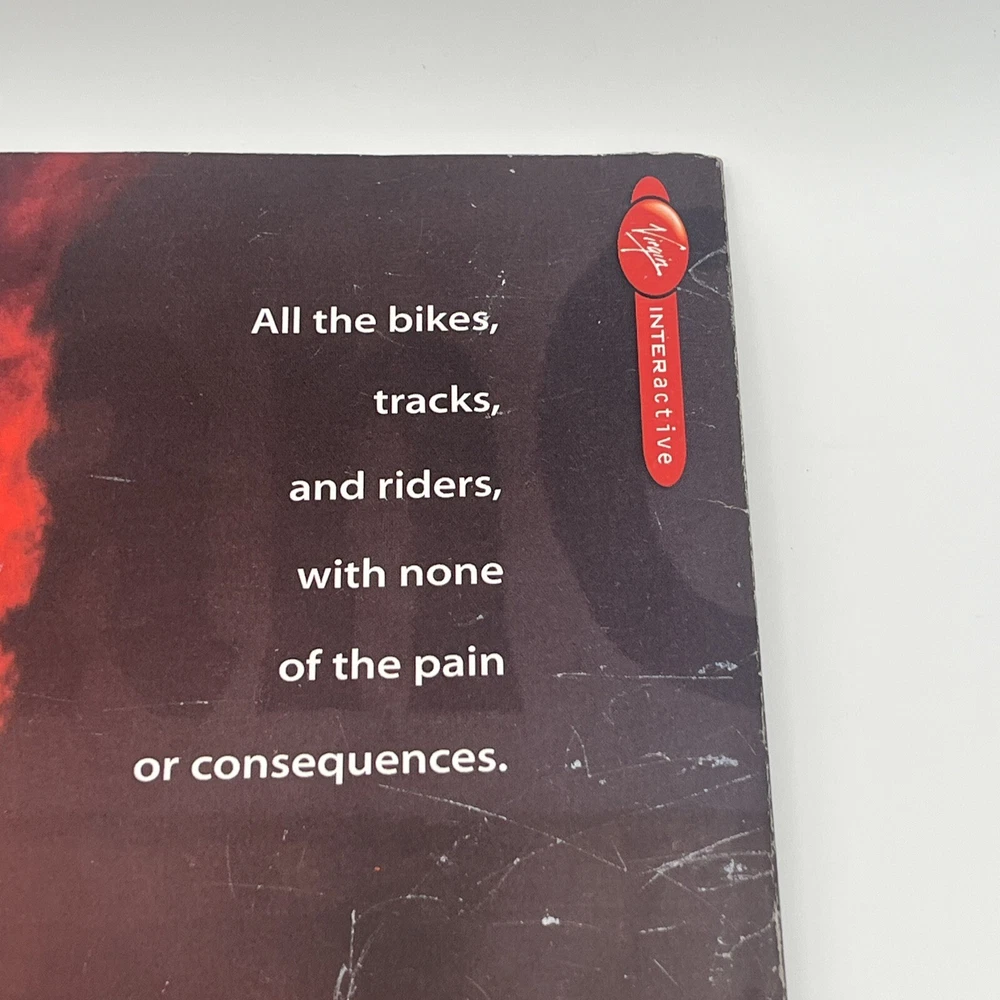 All the bikes,
tracks,
and riders,
with none
of the pain
or consequences.
Virgin
INTERactive